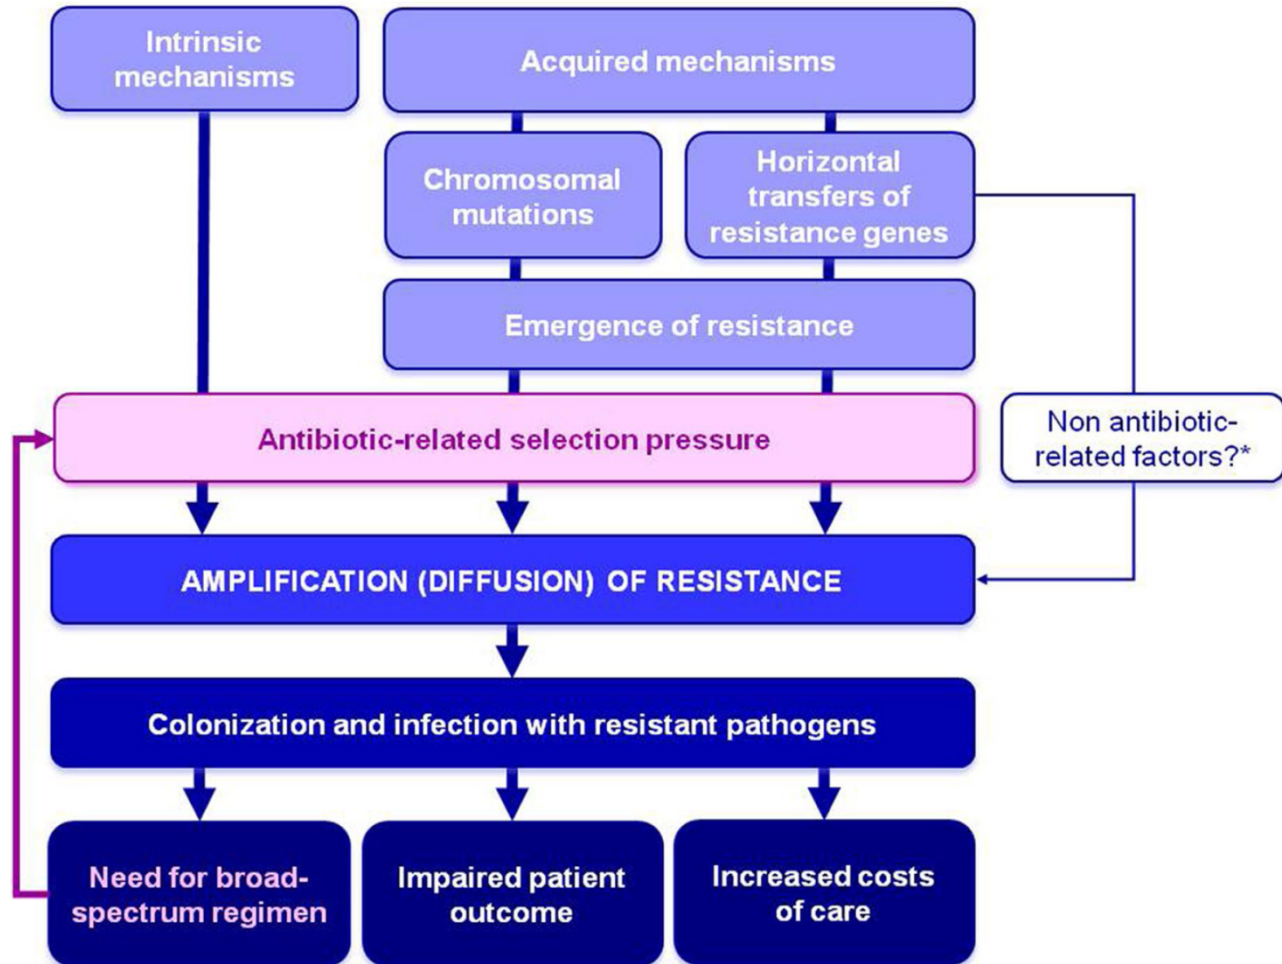 Intrinsic
mechanisms
Acquired mechanisms
Chromosomal
mutations
Horizontal
transfers of
resistance genes
Emergence of resistance
Antibiotic-related selection pressure
Non antibiotic-
related factors?*
AMPLIFICATION (DIFFUSION) OF RESISTANCE
Colonization and infection with resistant pathogens
Need for broad-
spectrum regimen
Impaired patient
outcome
Increased costs
of care